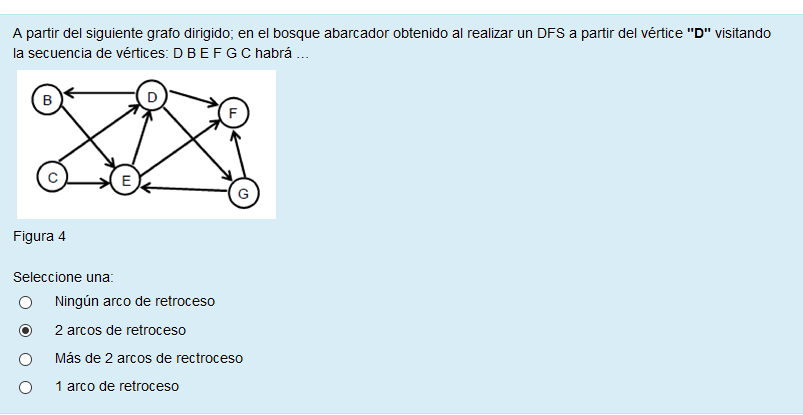 A partir del siguiente grafo dirigido; en el bosque abarcador obtenido al realizar un DFS a partir del vértice "D" visitando
la secuencia de vértices: D B E F G C habrá ...
B
D
F
C
E
G
Figura 4
Seleccione una:
Ningún arco de retroceso
2 arcos de retroceso
Más de 2 arcos de rectroceso
1 arco de retroceso